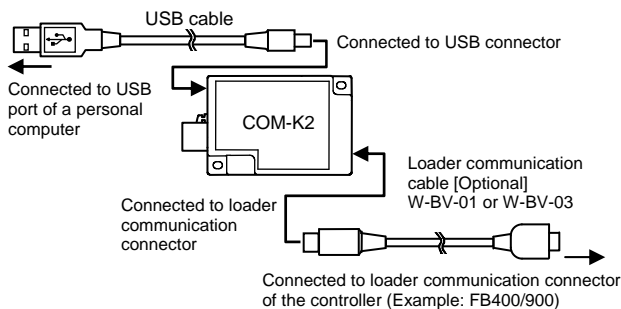 USB cable
Connected to USB connector
Connected to USB
port of a personal
computer
COM-K2
Loader communication
cable [Optional]
W-BV-01 or W-BV-03
Connected to loader
communication
connector
Connected to loader communication connector
of the controller (Example: FB400/900)